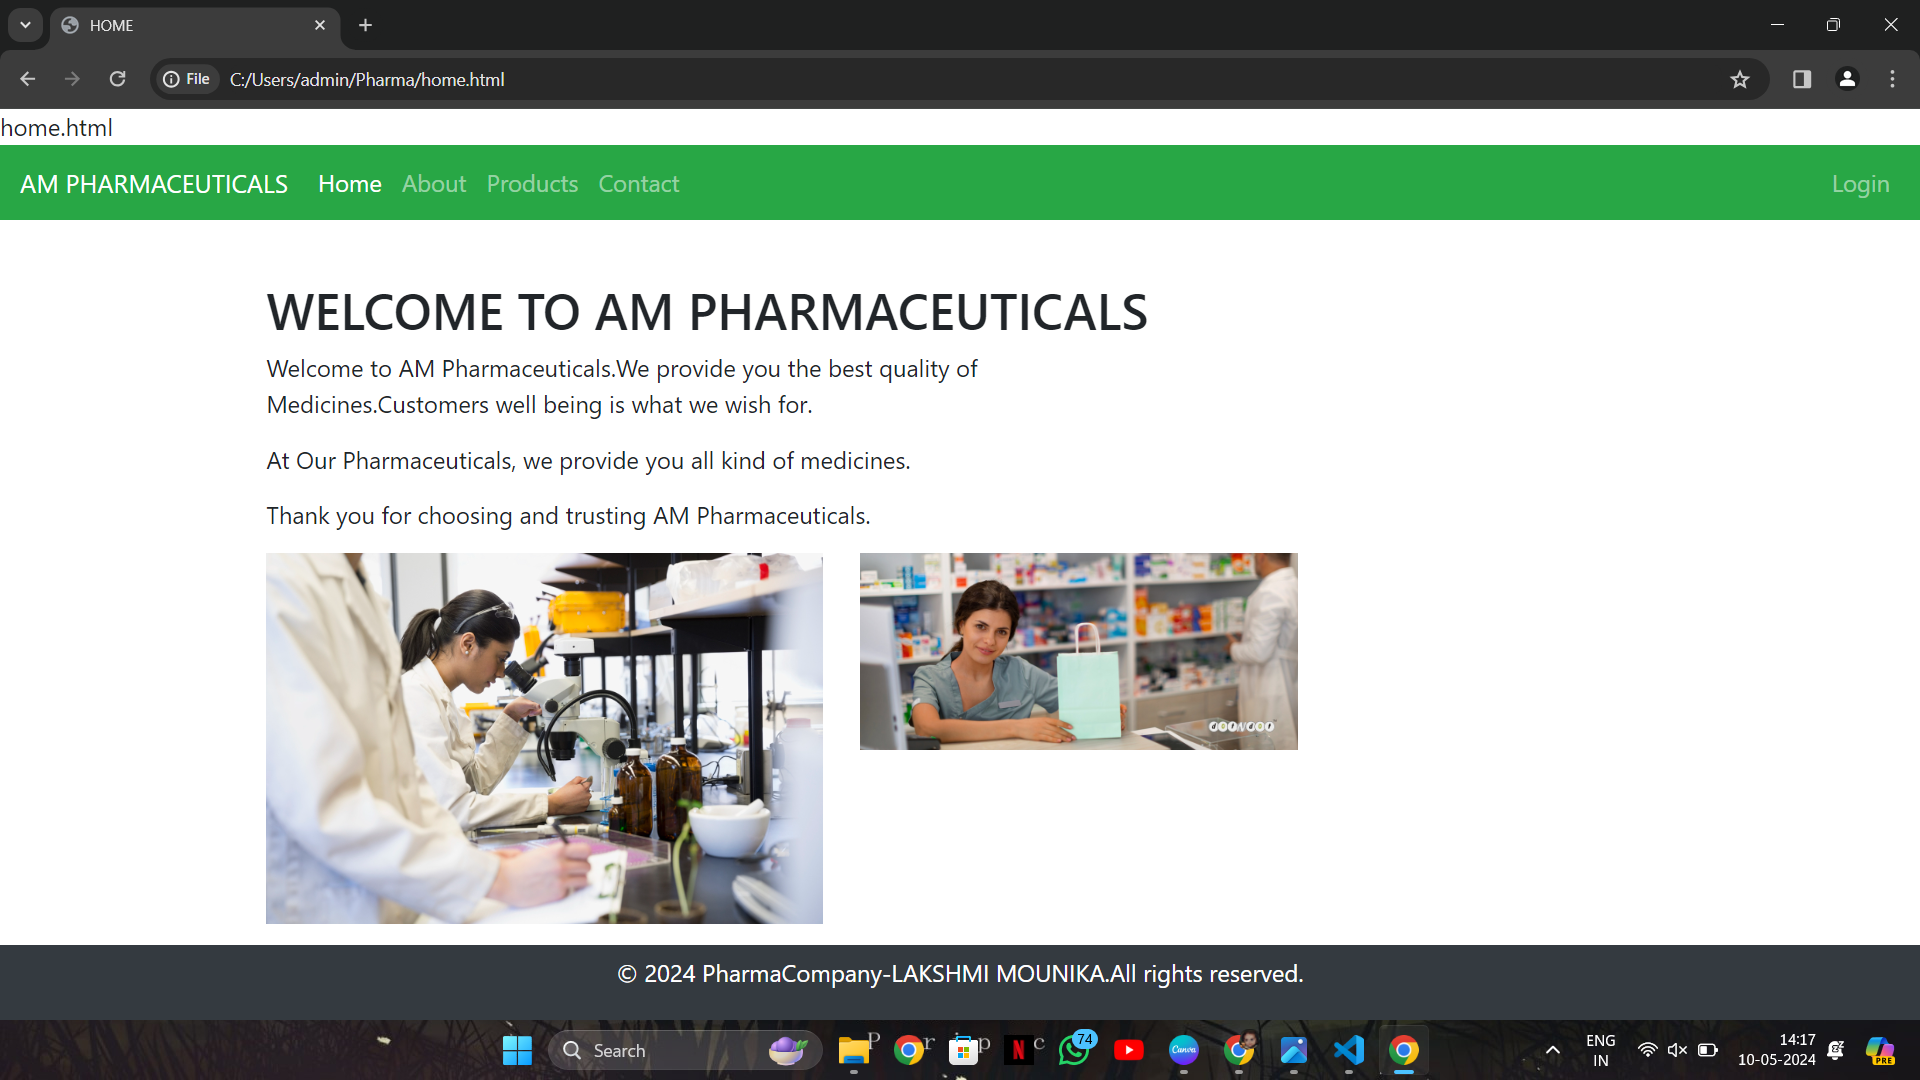 HOME
File C:/Users/admin/Pharma/home.html
home.html
AM PHARMACEUTICALS Home About Products Contact Login
WELCOME TO AM PHARMACEUTICALS
Welcome to AM Pharmaceuticals.We provide you the best quality of
Medicines.Customers well being is what we wish for.
At Our Pharmaceuticals, we provide you all kind of medicines.
Thank you for choosing and trusting AM Pharmaceuticals.
© 2024 PharmaCompany-LAKSHMI MOUNIKA.All rights reserved.
Search
74
Canva
ENG
IN
14:17
10-05-2024
PRE